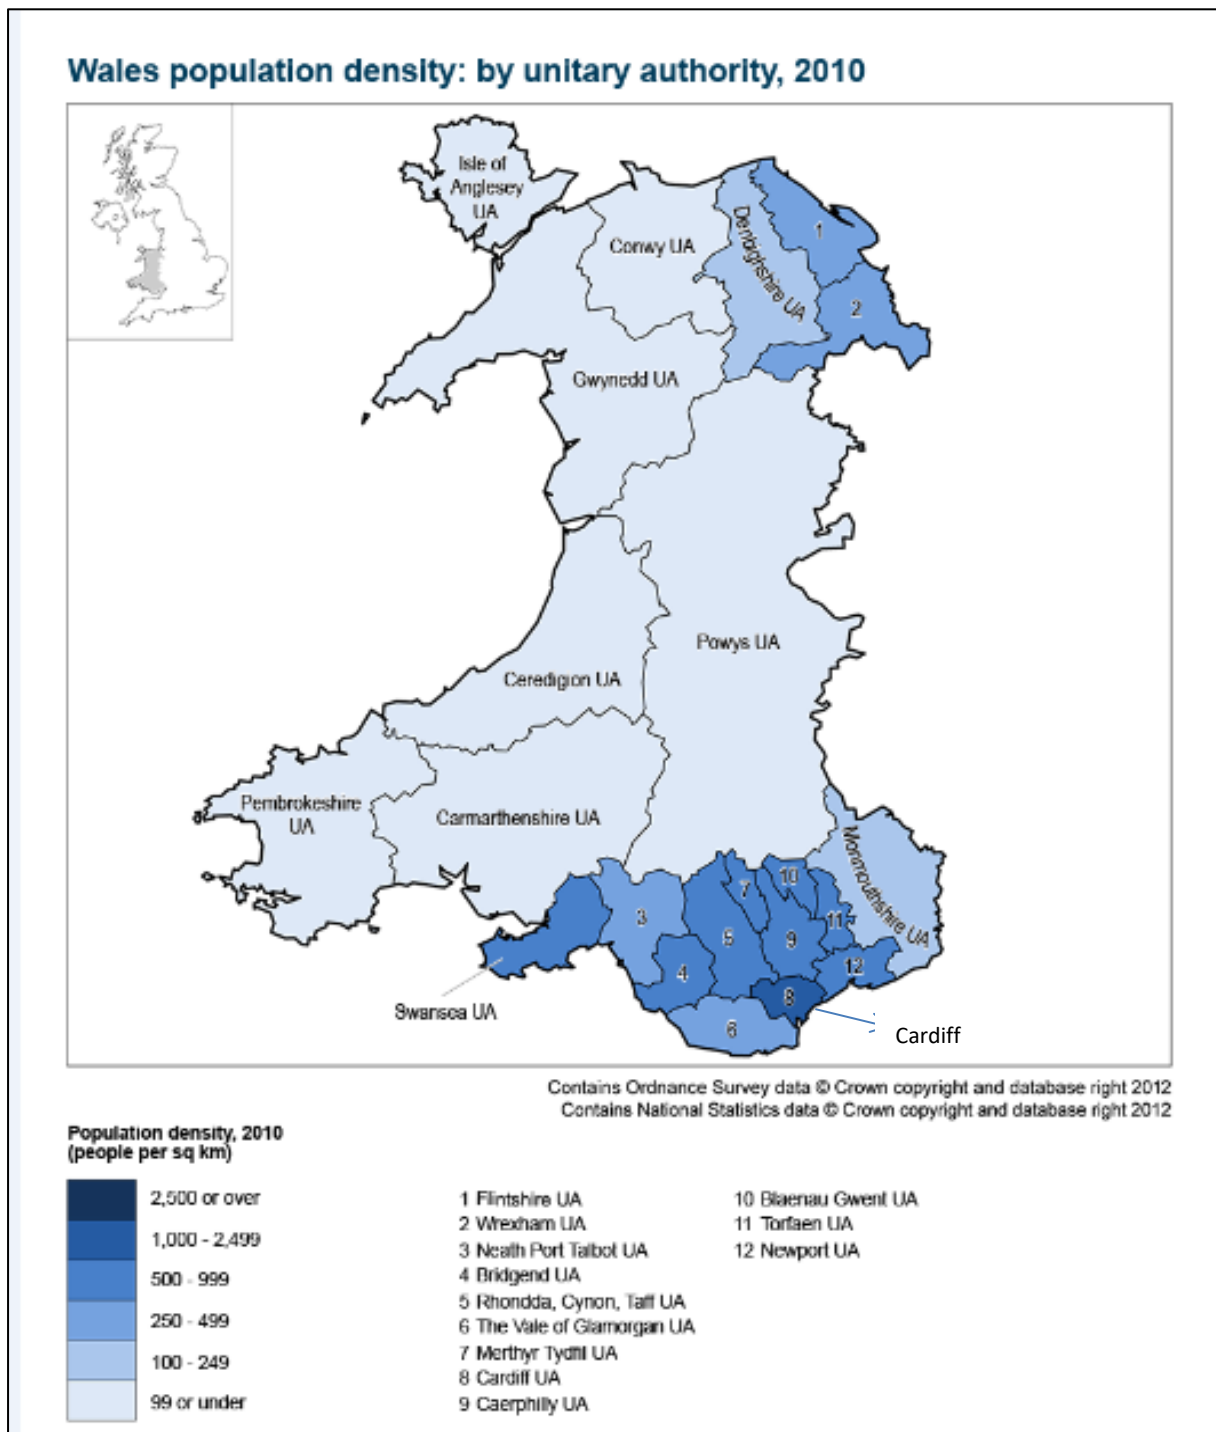 Wales population density: by unitary authority, 2010
Isle of
Anglesey
UA
Conwy UA
Denbighshire UA
1
2
Gwynedd UA
Powys UA
Ceredigion UA
Pembrokeshire
UA
Carmarthenshire UA
Monmouthshire UA
3
4
5
6
7
8
9
10
11
12
Swansea UA
Cardiff
Contains Ordnance Survey data © Crown copyright and database right 2012
Contains National Statistics data © Crown copyright and database right 2012
Population density, 2010
(people per sq km)
2,500 or over
1,000 - 2,499
500 - 999
250 - 499
100 - 249
99 or under
1 Flintshire UA
2 Wrexham UA
3 Neath Port Talbot UA
4 Bridgend UA
5 Rhondda, Cynon, Taff UA
6 The Vale of Glamorgan UA
7 Merthyr Tydfil UA
8 Cardiff UA
9 Caerphilly UA
10 Blaenau Gwent UA
11 Torfaen UA
12 Newport UA